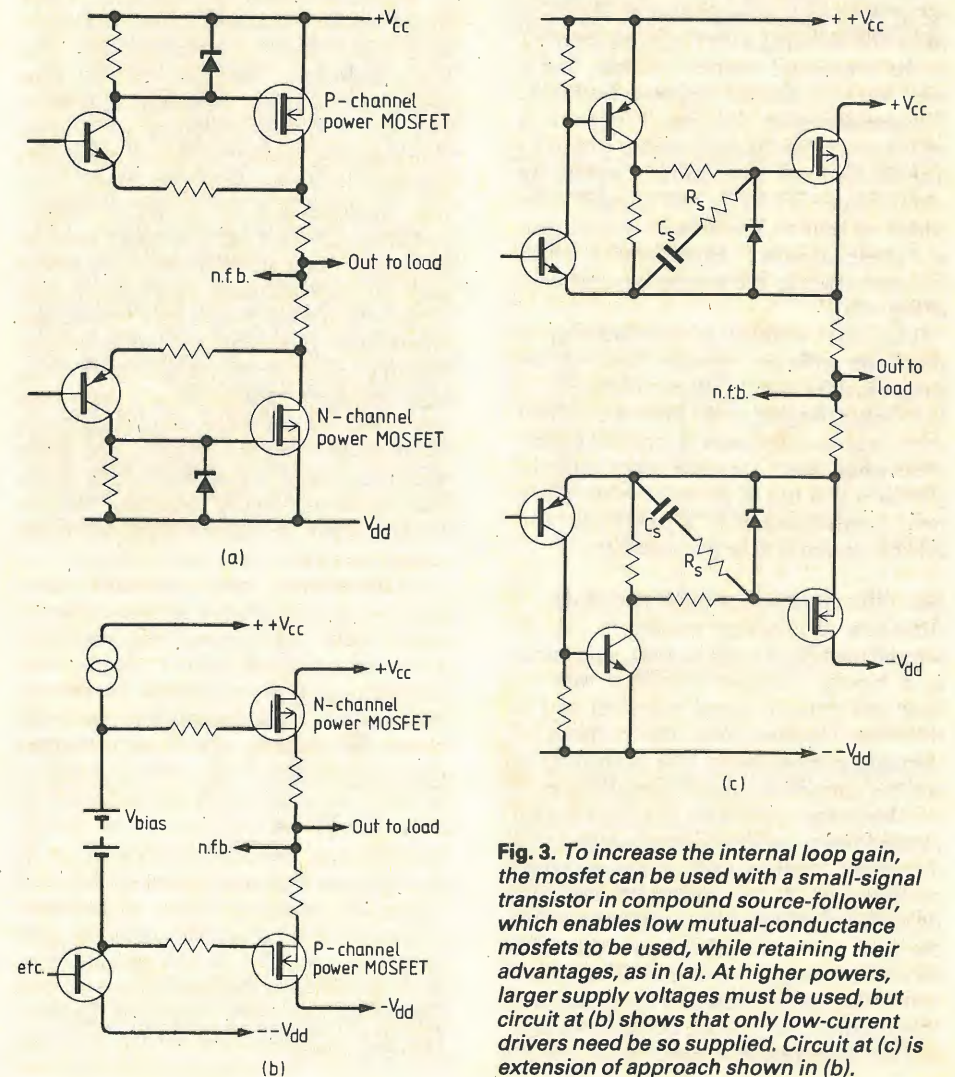 +Vcc
P-channel
power MOSFET
Out to load
n.f.b.
N-channel
power MOSFET
Vdd
(a)
++Vcc
+Vcc
N-channel
power MOSFET
Vbias
n.f.b.
Out to load
etc.
P-channel
power MOSFET
-Vdd
--Vdd
(b)
++Vcc
+Vcc
Rs
Cs
Out to
load
n.f.b.
Cs
Rs
-Vdd
--Vdd
(c)
Fig. 3. To increase the internal loop gain,
the mosfet can be used with a small-signal
transistor in compound source-follower,
which enables low mutual-conductance
mosfets to be used, while retaining their
advantages, as in (a). At higher powers,
larger supply voltages must be used, but
circuit at (b) shows that only low-current
drivers need be so supplied. Circuit at (c) is
extension of approach shown in (b).